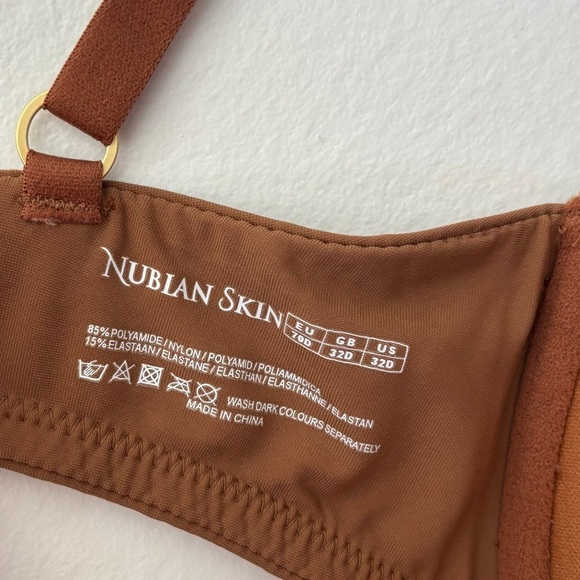 NUBIAN SKIN
EU GB US
70D 32D 32D
85% POLYAMIDE / NYLON / POLYAMID / POLIAMMIDICA
15% ELASTAAN / ELASTANE / ELASTHAN / ELASTHANNE / ELASTAN
WASH DARK COLOURS SEPARATELY
MADE IN CHINA